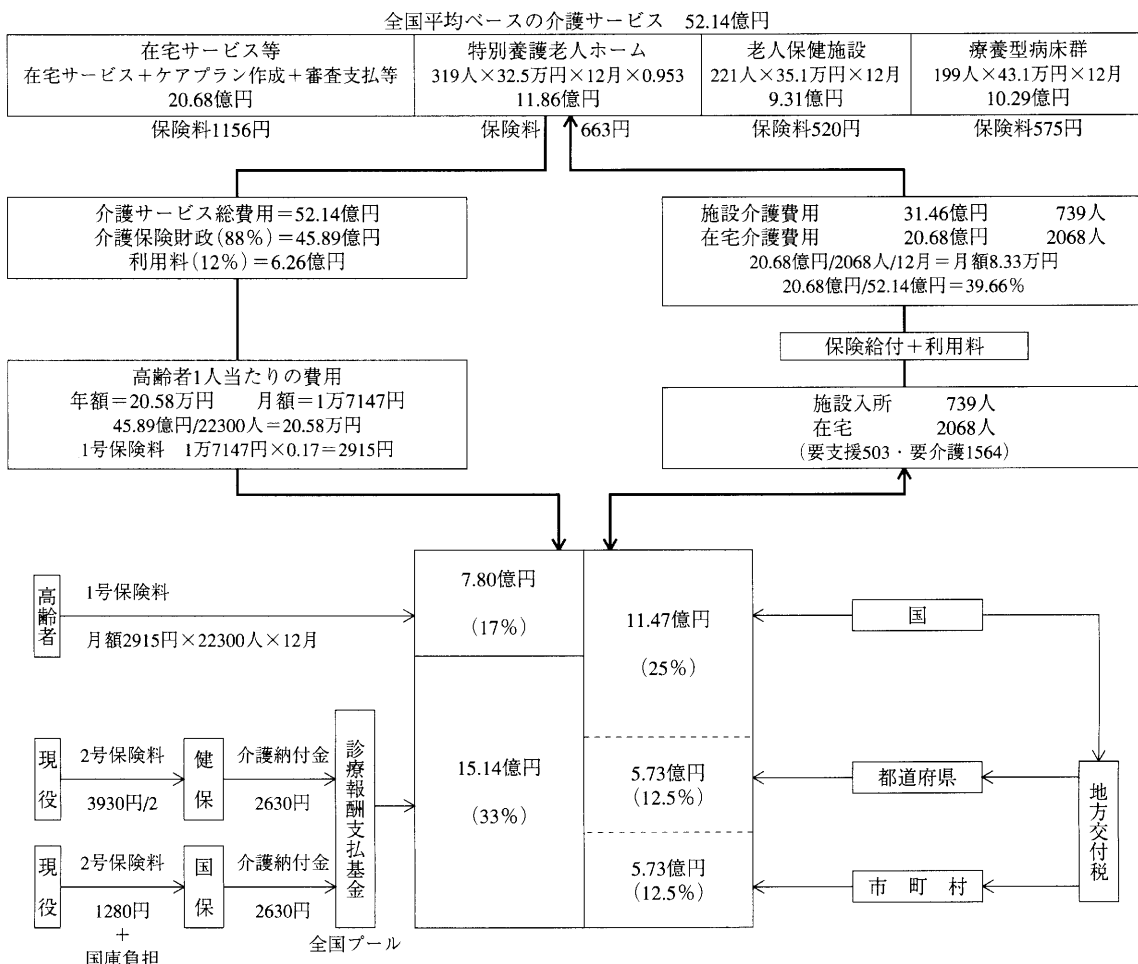 全国平均ベースの介護サービス　52.14億円
在宅サービス等
在宅サービス＋ケアプラン作成＋審査支払等
20.68億円
特別養護老人ホーム
319人×32.5万円×12月×0.953
11.86億円
老人保健施設
221人×35.1万円×12月
9.31億円
療養型病床群
199人×43.1万円×12月
10.29億円
保険料1156円
保険料 663円
保険料520円
保険料575円
介護サービス総費用＝52.14億円
介護保険財政(88%)＝45.89億円
利用料(12%)＝6.26億円
施設介護費用　31.46億円　739人
在宅介護費用　20.68億円　2068人
20.68億円/2068人/12月＝月額8.33万円
20.68億円/52.14億円＝39.66%
保険給付＋利用料
高齢者1人当たりの費用
年額＝20.58万円　月額＝1万7147円
45.89億円/22300人＝20.58万円
1号保険料　1万7147円×0.17＝2915円
施設入所　739人
在宅　2068人
(要支援503・要介護1564)
高齢者
1号保険料
月額2915円×22300人×12月
7.80億円
(17%)
11.47億円
(25%)
国
現役
2号保険料
3930円/2
健保
介護納付金
2630円
診療報酬支払基金
15.14億円
(33%)
5.73億円
(12.5%)
都道府県
地方交付税
現役
2号保険料
1280円
＋
国庫負担
国保
介護納付金
2630円
全国プール
5.73億円
(12.5%)
市町村